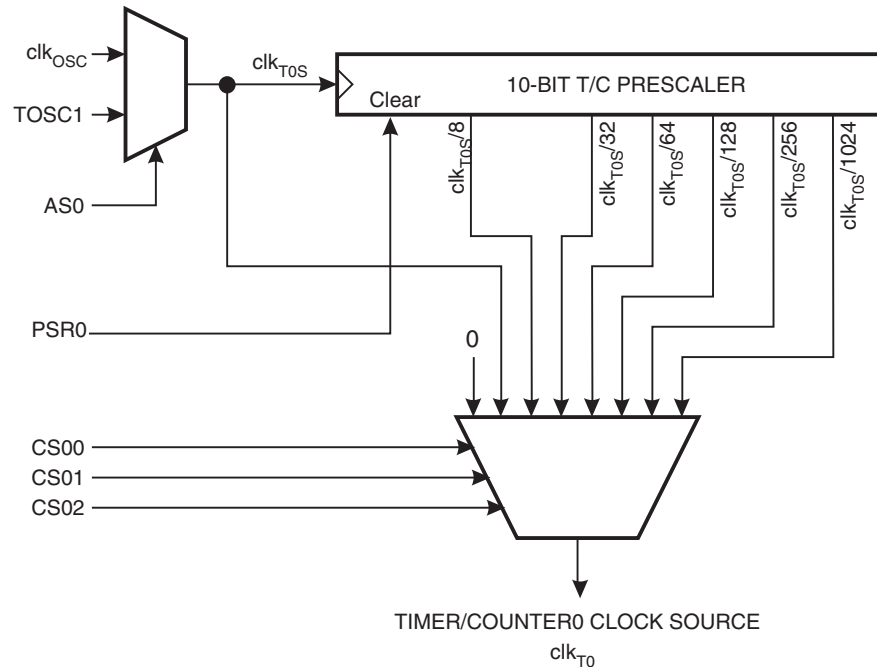 clkOSC
clkT0S
10-BIT T/C PRESCALER
TOSC1
Clear
clkT0S/8
clkT0S/32
clkT0S/64
clkT0S/128
clkT0S/256
clkT0S/1024
AS0
PSR0
0
CS00
CS01
CS02
TIMER/COUNTER0 CLOCK SOURCE
clkT0